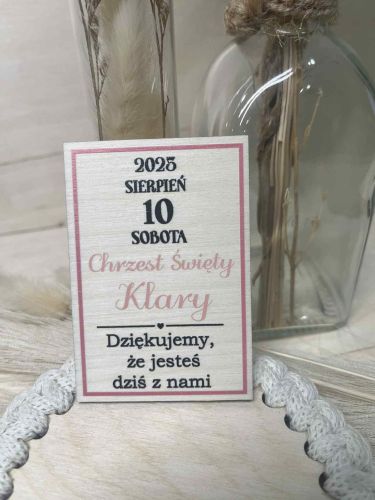 2025
SIERPIEŃ
10
SOBOTA
Chrzest Święty
Klary
Dziękujemy,
że jesteś
dziś z nami